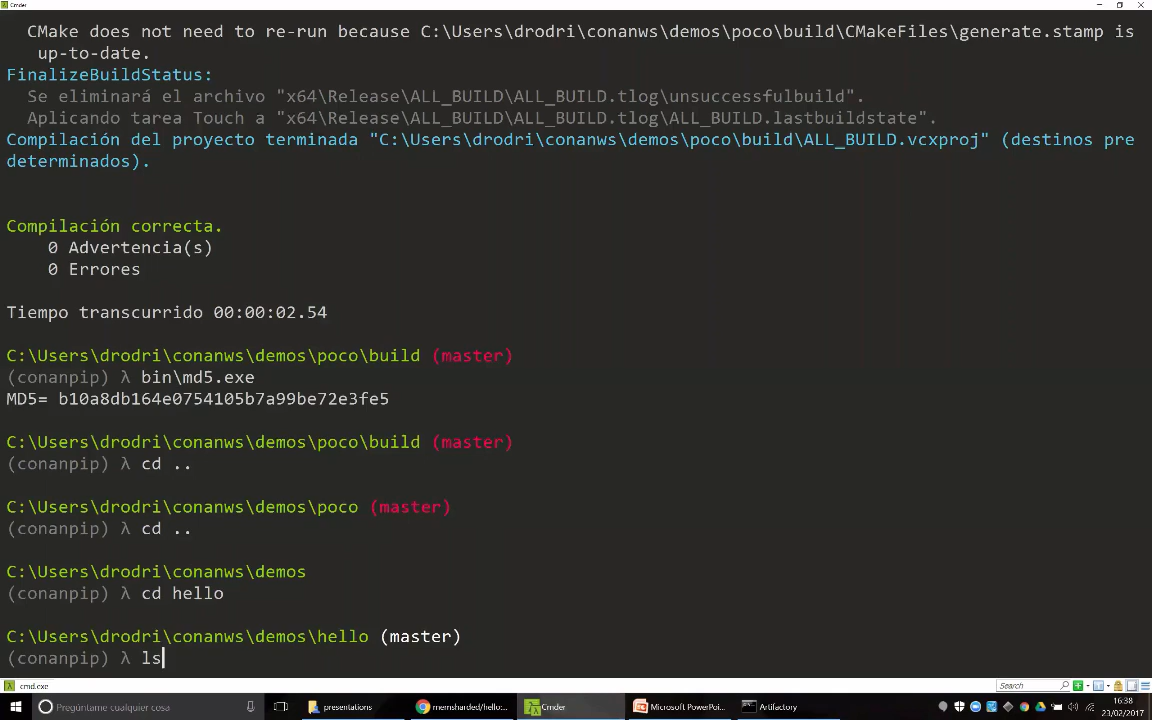 Cmder
CMake does not need to re-run because C:\Users\drodri\conanws\demos\poco\build\CMakeFiles\generate.stamp is
up-to-date.
FinalizeBuildStatus:
Se eliminará el archivo "x64\Release\ALL_BUILD\ALL_BUILD.tlog\unsuccessfulbuild".
Aplicando tarea Touch a "x64\Release\ALL_BUILD\ALL_BUILD.tlog\ALL_BUILD.lastbuildstate".
Compilación del proyecto terminada "C:\Users\drodri\conanws\demos\poco\build\ALL_BUILD.vcxproj" (destinos pre
determinados).
Compilación correcta.
0 Advertencia(s)
0 Errores
Tiempo transcurrido 00:00:02.54
C:\Users\drodri\conanws\demos\poco\build (master)
(conanpip) λ bin\md5.exe
MD5= b10a8db164e0754105b7a99be72e3fe5
C:\Users\drodri\conanws\demos\poco\build (master)
(conanpip) λ cd ..
C:\Users\drodri\conanws\demos\poco (master)
(conanpip) λ cd ..
C:\Users\drodri\conanws\demos
(conanpip) λ cd hello
C:\Users\drodri\conanws\demos\hello (master)
(conanpip) λ ls
cmd.exe
Search
Pregúntame cualquier cosa
presentations
memsharded/hello:...
Cmder
Microsoft PowerPoi...
Artifactory
16:38
23/02/2017